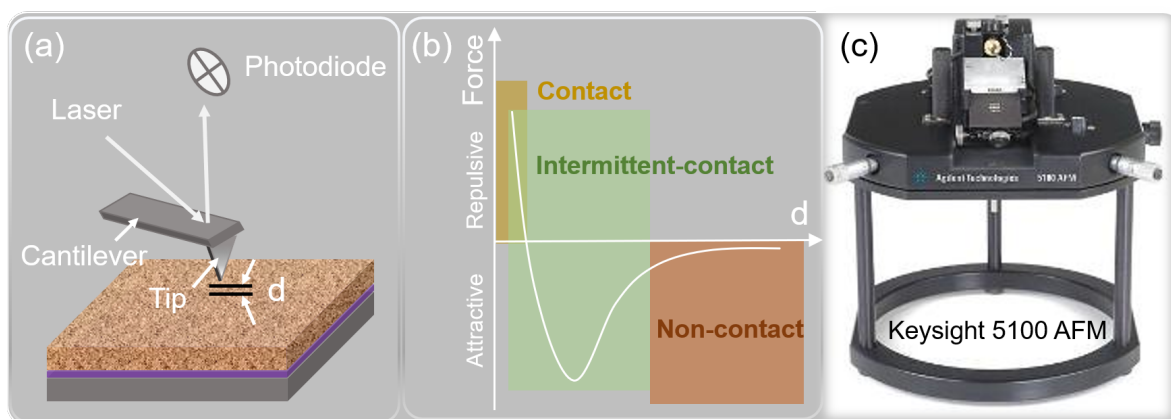 (a)
Photodiode
Laser
Cantilever
Tip
d
(b)
Force
Repulsive
Attractive
Contact
Intermittent-contact
d
Non-contact
(c)
Agilent Technologies 5100 AFM
Keysight 5100 AFM